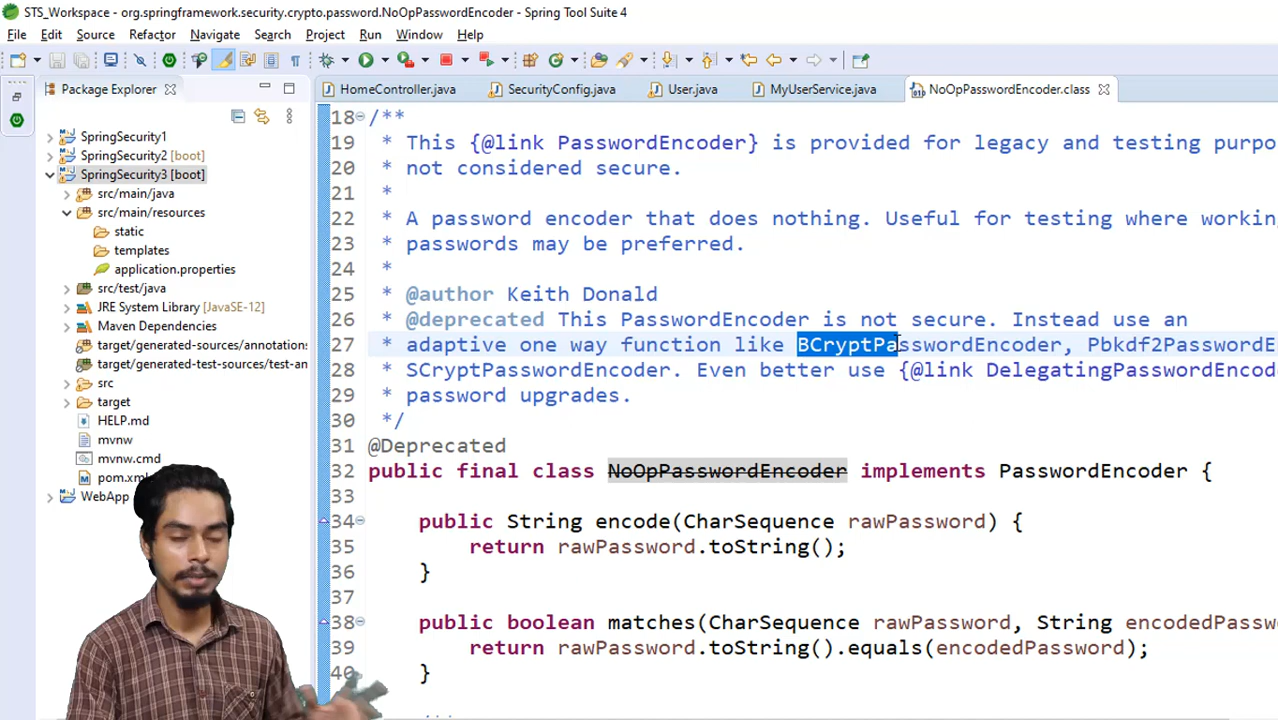 STS_Workspace - org.springframework.security.crypto.password.NoOpPasswordEncoder - Spring Tool Suite 4
File Edit Source Refactor Navigate Search Project Run Window Help
Package Explorer
HomeController.java SecurityConfig.java User.java MyUserService.java NoOpPasswordEncoder.class
SpringSecurity1
SpringSecurity2 [boot]
SpringSecurity3 [boot]
src/main/java
src/main/resources
static
templates
application.properties
src/test/java
JRE System Library [JavaSE-12]
Maven Dependencies
target/generated-sources/annotation
target/generated-test-sources/test-an
src
target
HELP.md
mvnw
mvnw.cmd
pom.xml
WebApp
18 /**
19 * This {@link PasswordEncoder} is provided for legacy and testing purpo
20 * not considered secure.
21 *
22 * A password encoder that does nothing. Useful for testing where working
23 * passwords may be preferred.
24 *
25 * @author Keith Donald
26 * @deprecated This PasswordEncoder is not secure. Instead use an
27 * adaptive one way function like BCryptPasswordEncoder, Pbkdf2PasswordE
28 * SCryptPasswordEncoder. Even better use {@link DelegatingPasswordEncod
29 * password upgrades.
30 */
31 @Deprecated
32 public final class NoOpPasswordEncoder implements PasswordEncoder {
33
34 public String encode(CharSequence rawPassword) {
35 return rawPassword.toString();
36 }
37
38 public boolean matches(CharSequence rawPassword, String encodedPassw
39 return rawPassword.toString().equals(encodedPassword);
40 }